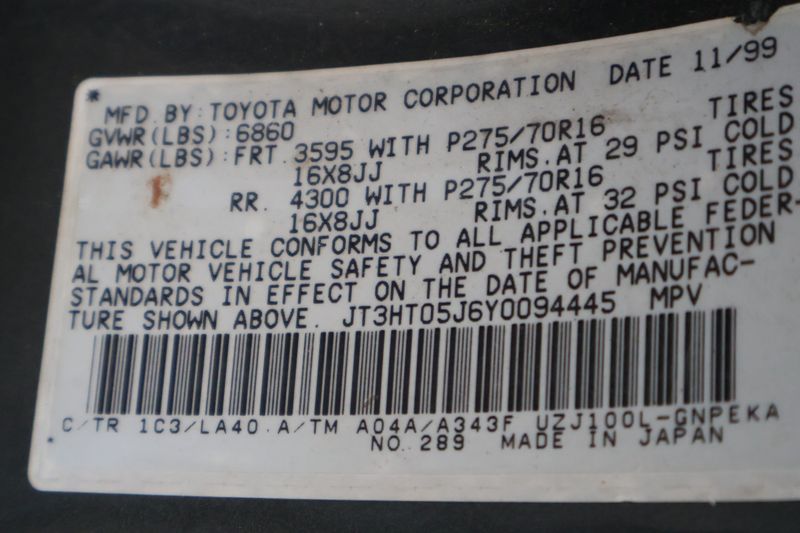 * MFD. BY: TOYOTA MOTOR CORPORATION DATE 11/99
GVWR(LBS):6860
GAWR(LBS):FRT. 3595 WITH P275/70R16 TIRES
16X8JJ RIMS.AT 29 PSI COLD
RR. 4300 WITH P275/70R16 TIRES
16X8JJ RIMS.AT 32 PSI COLD
THIS VEHICLE CONFORMS TO ALL APPLICABLE FEDER-
AL MOTOR VEHICLE SAFETY AND THEFT PREVENTION
STANDARDS IN EFFECT ON THE DATE OF MANUFAC-
TURE SHOWN ABOVE. JT3HT05J6Y0094445 MPV
C/TR 1C3/LA40.A/TM A04A/A343F UZJ100L-GNPEKA
NO. 289 MADE IN JAPAN